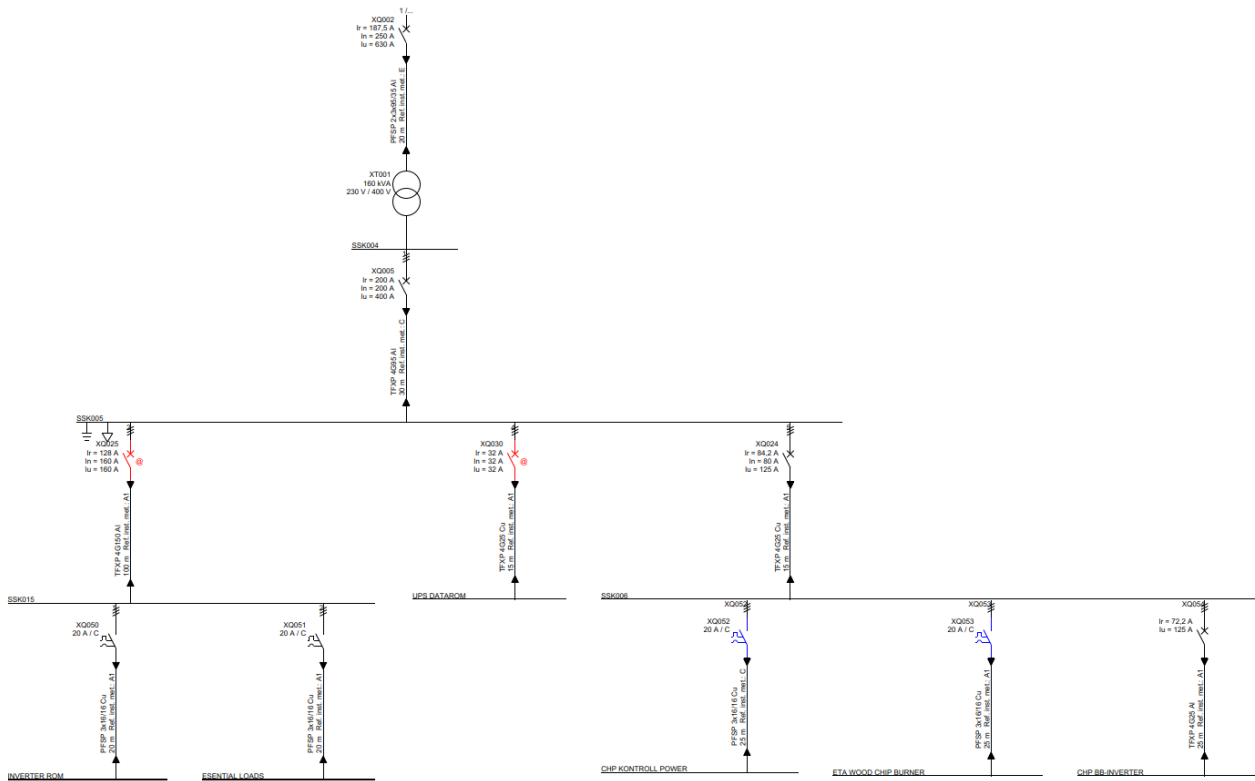 1 /...
XQ002
Ir = 187,5 A
In = 250 A
Iu = 630 A
PFSP 2x3x95/35 Al
20 m Ref. inst. met.: E
XT001
160 kVA
230 V / 400 V
SSK004
XQ005
Ir = 200 A
In = 200 A
Iu = 400 A
TFXP 4G95 Al
30 m Ref. inst. met.: C
SSK005
XQ025
Ir = 128 A
In = 160 A
Iu = 160 A
@
TFXP 4G150 Al
100 m Ref. inst. met.: A1
XQ030
Ir = 32 A
In = 32 A
Iu = 32 A
@
TFXP 4G25 Cu
15 m Ref. inst. met.: A1
XQ024
Ir = 84,2 A
In = 80 A
Iu = 125 A
TFXP 4G25 Cu
15 m Ref. inst. met.: A1
SSK015
UPS DATAROM
SSK006
XQ050
20 A / C
PFSP 3x16/16 Cu
20 m Ref. inst. met.: A1
XQ051
20 A / C
PFSP 3x16/16 Cu
20 m Ref. inst. met.: A1
XQ052
XQ052
20 A / C
PFSP 3x16/16 Cu
25 m Ref. inst. met.: C
XQ053
XQ053
20 A / C
PFSP 3x16/16 Cu
25 m Ref. inst. met.: A1
XQ054
Ir = 72,2 A
Iu = 125 A
TFXP 4G25 Al
25 m Ref. inst. met.: A1
INVERTER ROM
ESENTIAL LOADS
CHP KONTROLL POWER
ETA WOOD CHIP BURNER
CHP BB-INVERTER